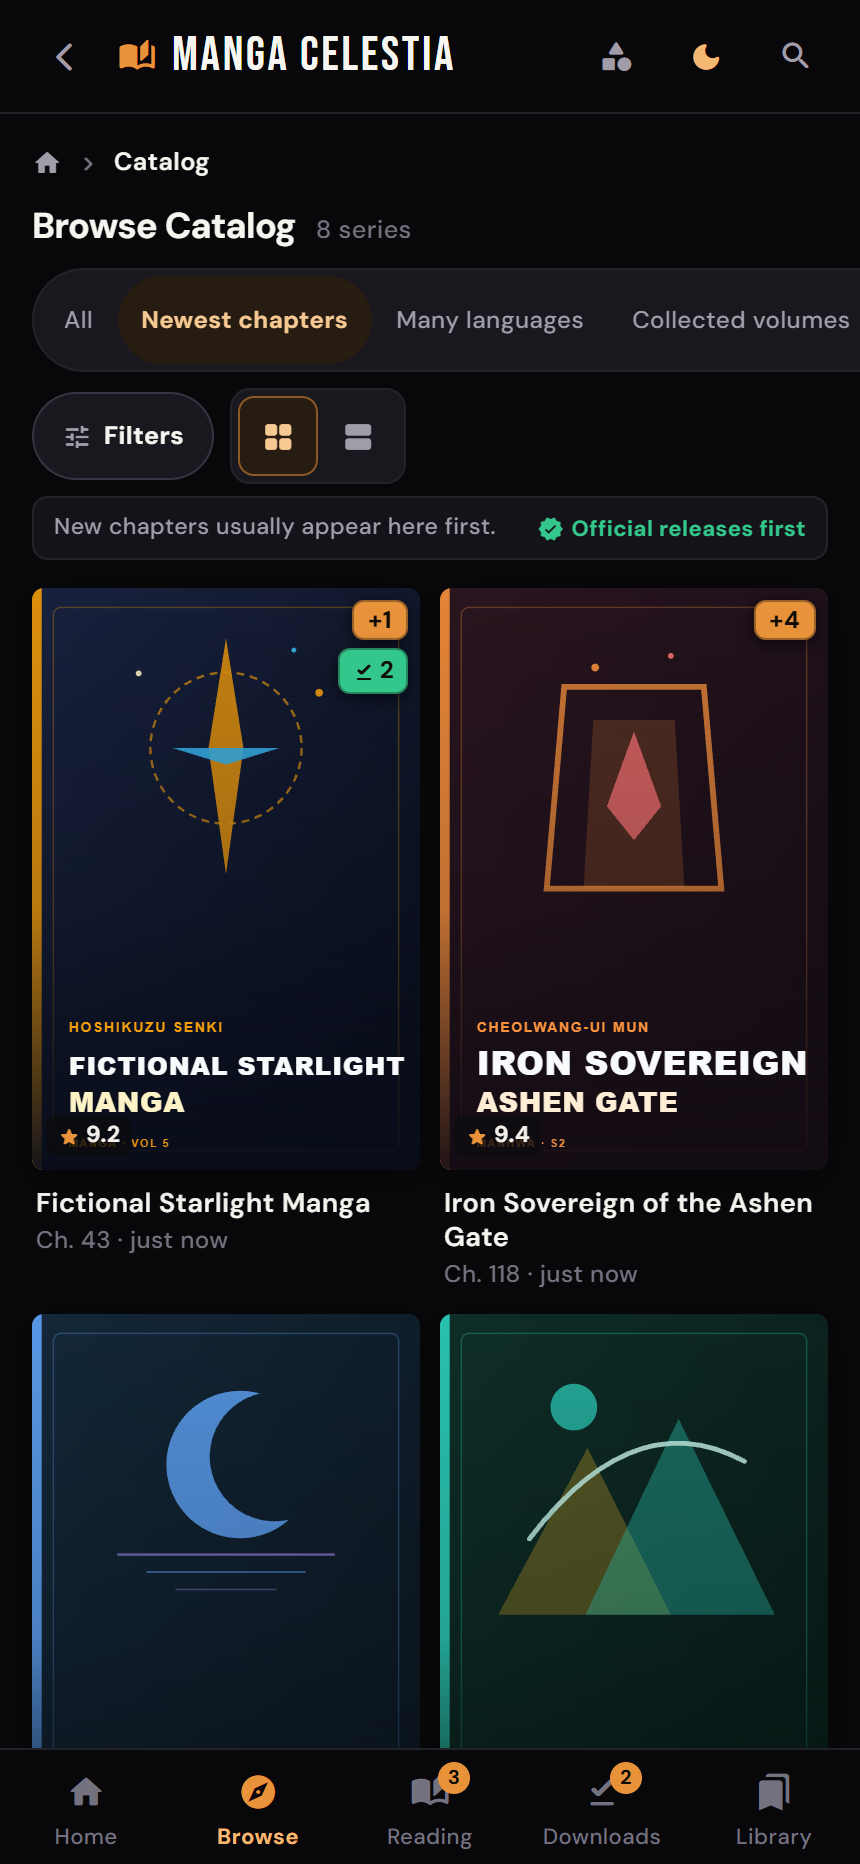 MANGA CELESTIA
Catalog
Browse Catalog 8 series
All Newest chapters Many languages Collected volumes
Filters
New chapters usually appear here first. Official releases first
+1
2
HOSHIKUZU SENKI
FICTIONAL STARLIGHT
MANGA
9.2
· VOL 5
+4
CHEOLWANG-UI MUN
IRON SOVEREIGN
ASHEN GATE
9.4
· S2
Fictional Starlight Manga
Ch. 43 · just now
Iron Sovereign of the Ashen
Gate
Ch. 118 · just now
3
2
Home Browse Reading Downloads Library